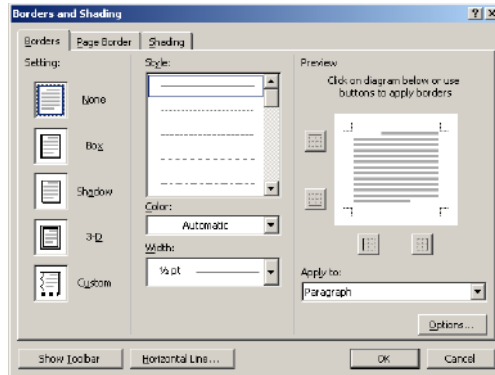 Borders and Shading
Borders
Page Border
Shading
Setting:
None
Box
Shadow
3-D
Custom
Style:
Color:
Automatic
Width:
½ pt
Preview
Click on diagram below or use
buttons to apply borders
Apply to:
Paragraph
Options...
Show Toolbar
Horizontal Line...
OK
Cancel